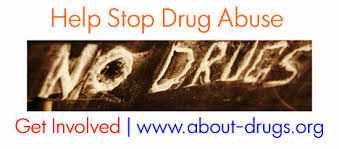 Help Stop Drug Abuse
NO DRUGS
Get Involved | www.about-drugs.org